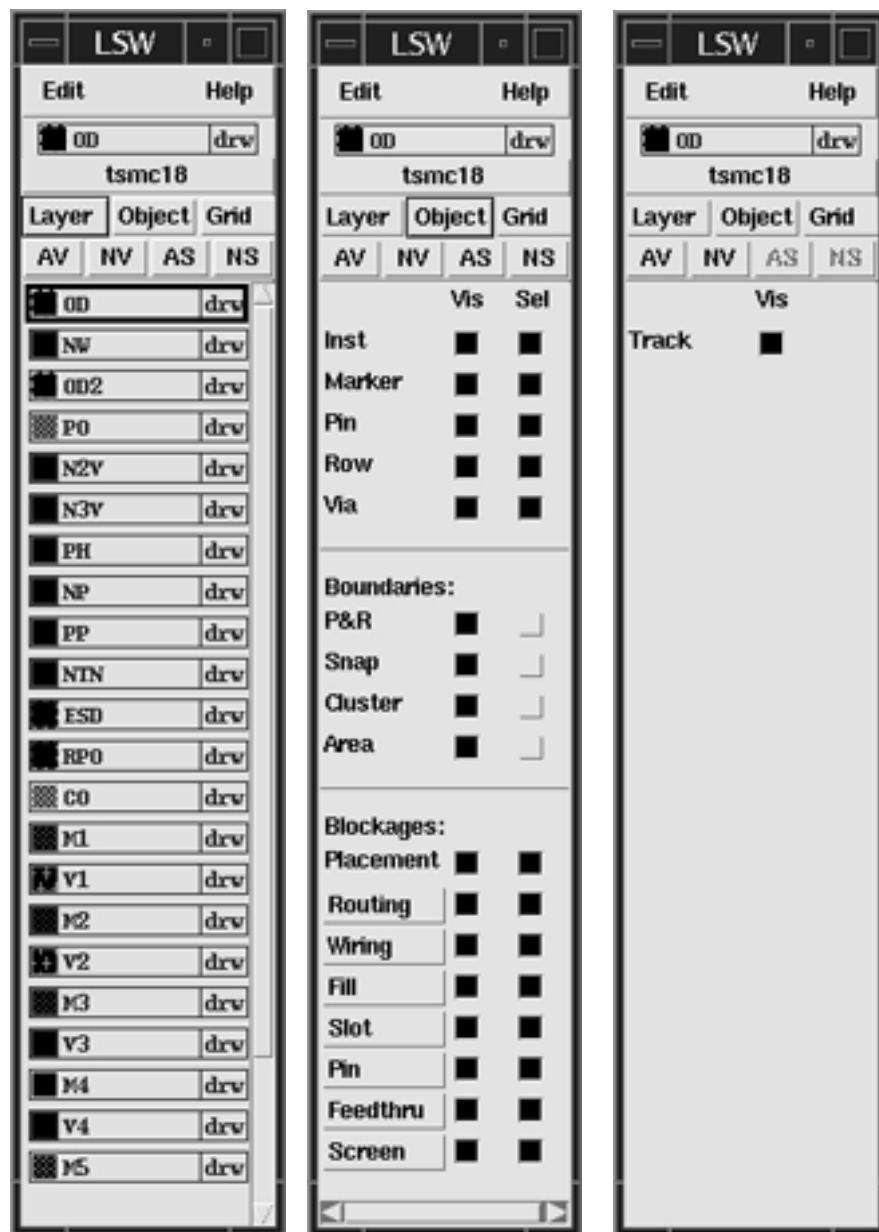 LSW
Edit Help
OD drw
tsmc18
Layer Object Grid
AV NV AS NS
OD drw
NW drw
OD2 drw
PO drw
N2V drw
N3V drw
PH drw
NP drw
PP drw
NTN drw
ESD drw
RPO drw
CO drw
M1 drw
V1 drw
M2 drw
V2 drw
M3 drw
V3 drw
M4 drw
V4 drw
M5 drw
LSW
Edit Help
OD drw
tsmc18
Layer Object Grid
AV NV AS NS
Vis Sel
Inst
Marker
Pin
Row
Via
Boundaries:
P&R
Snap
Cluster
Area
Blockages:
Placement
Routing
Wiring
Fill
Slot
Pin
Feedthru
Screen
LSW
Edit Help
OD drw
tsmc18
Layer Object Grid
AV NV AS NS
Vis
Track